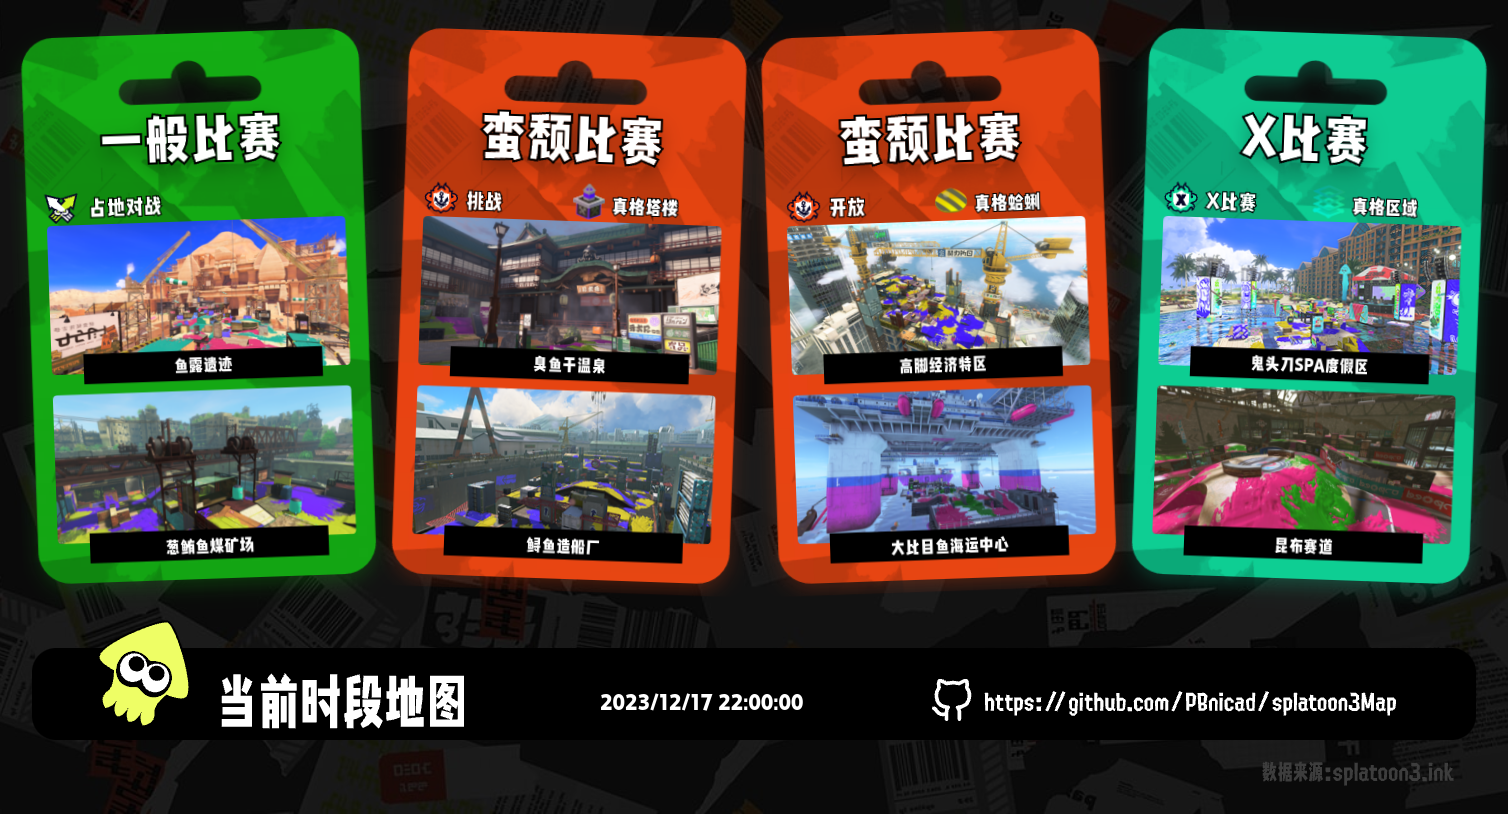 一般比赛
占地对战
鱼露遗迹
葱鲔鱼煤矿场
蛮颓比赛
挑战
真格塔楼
臭鱼干温泉
鲟鱼造船厂
蛮颓比赛
开放
真格蛤蜊
高脚经济特区
大比目鱼海运中心
X比赛
X比赛
真格区域
鬼头刀SPA度假区
昆布赛道
当前时段地图
2023/12/17 22:00:00
https://github.com/PBnicad/splatoon3Map
数据来源:splatoon3.ink